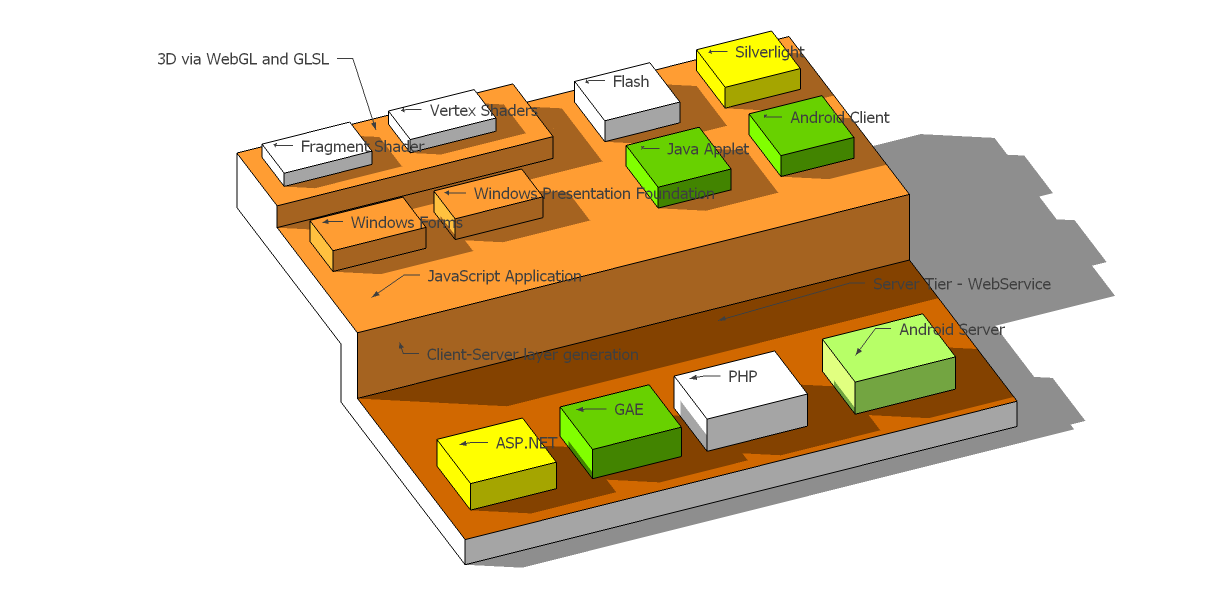 Silverlight
3D via WebGL and GLSL
Flash
Vertex Shaders
Android Client
Fragment Shader
Java Applet
Windows Presentation Foundation
Windows Forms
JavaScript Application
Server Tier - WebService
Android Server
Client-Server layer generation
PHP
GAE
ASP.NET